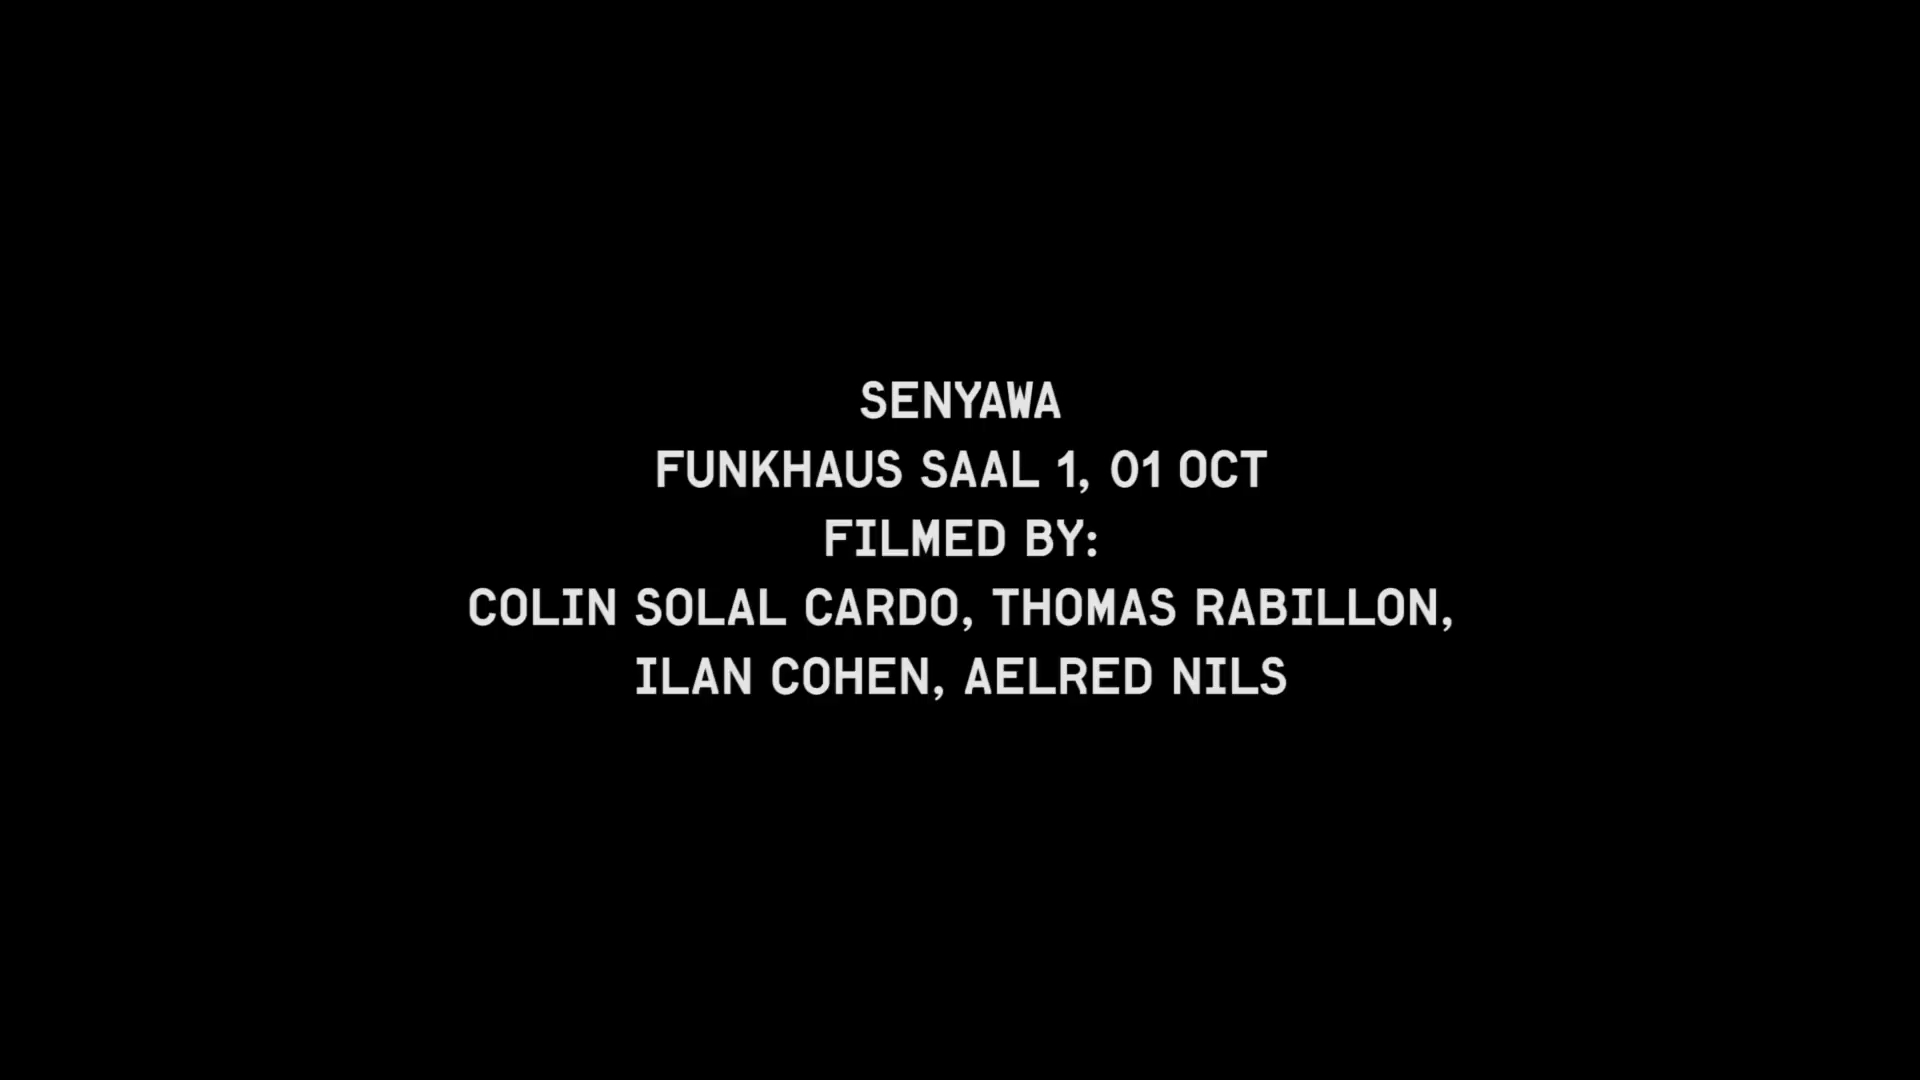 SENYAWA
FUNKHAUS SAAL 1, 01 OCT
FILMED BY:
COLIN SOLAL CARDO, THOMAS RABILLON,
ILAN COHEN, AELRED NILS